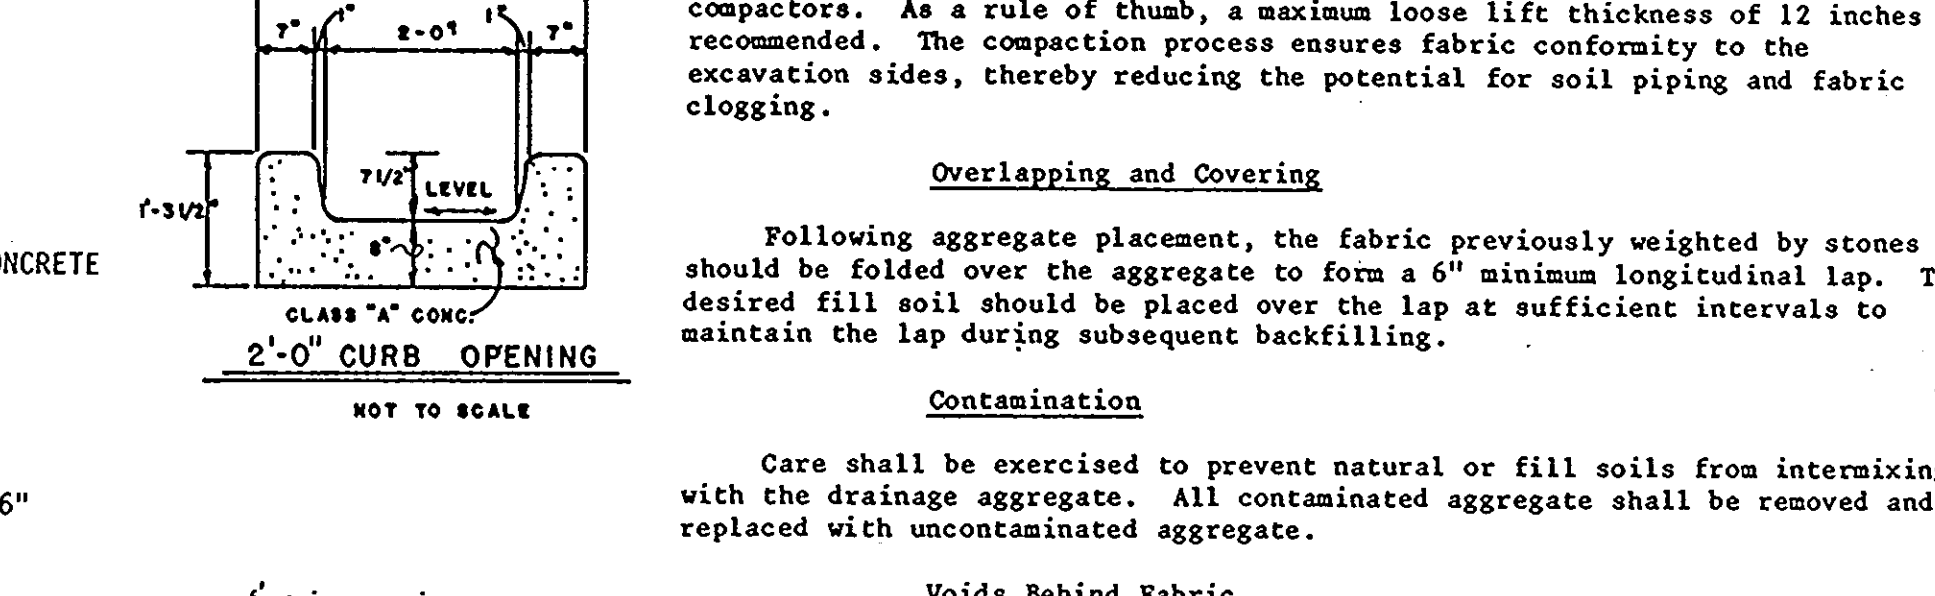 7" 1" 2-0" 1" 7"
7 1/2"
LEVEL
1'-3 1/2"
8"
CLASS "A" CONC.
2'-0" CURB OPENING
NOT TO SCALE
6"
compactors. As a rule of thumb, a maximum loose lift thickness of 12 inches
recommended. The compaction process ensures fabric conformity to the
excavation sides, thereby reducing the potential for soil piping and fabric
clogging.
Overlapping and Covering
Following aggregate placement, the fabric previously weighted by stones
should be folded over the aggregate to form a 6" minimum longitudinal lap. T
desired fill soil should be placed over the lap at sufficient intervals to
maintain the lap during subsequent backfilling.
Contamination
Care shall be exercised to prevent natural or fill soils from intermixing
with the drainage aggregate. All contaminated aggregate shall be removed and
replaced with uncontaminated aggregate.
Voids Behind Fabric